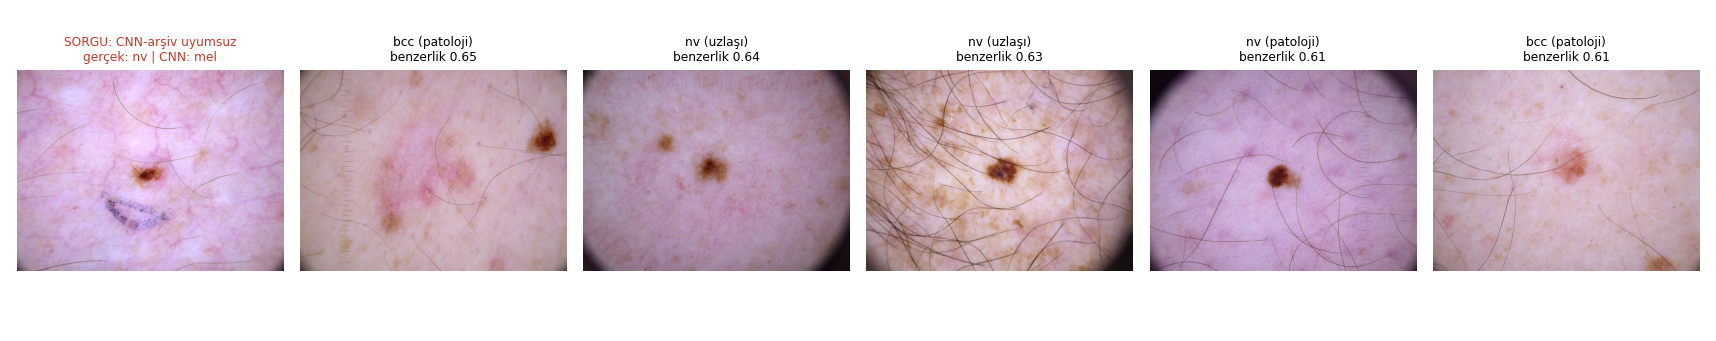 SORGU: CNN-arşiv uyumsuz
gerçek: nv | CNN: mel
bcc (patoloji)
benzerlik 0.65
nv (uzlaşı)
benzerlik 0.64
nv (uzlaşı)
benzerlik 0.63
nv (patoloji)
benzerlik 0.61
bcc (patoloji)
benzerlik 0.61